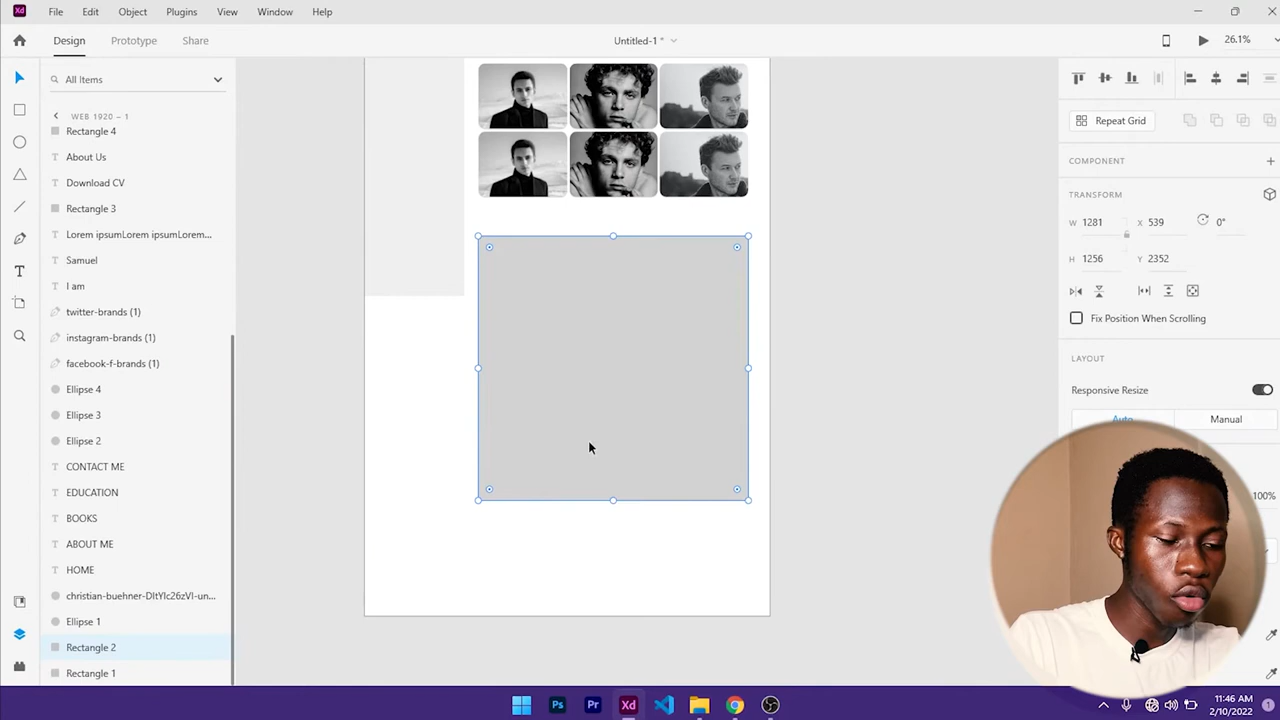 Xd File Edit Object Plugins View Window Help
Design Prototype Share Untitled-1 * 26.1%
All Items
WEB 1920 – 1
Rectangle 4
About Us
Download CV
Rectangle 3
Lorem ipsumLorem ipsumLorem...
Samuel
I am
twitter-brands (1)
instagram-brands (1)
facebook-f-brands (1)
Ellipse 4
Ellipse 3
Ellipse 2
CONTACT ME
EDUCATION
BOOKS
ABOUT ME
HOME
christian-buehner-DItYlc26zVI-un...
Ellipse 1
Rectangle 2
Rectangle 1
Repeat Grid
COMPONENT
TRANSFORM
W 1281 X 539 0°
H 1256 Y 2352
Fix Position When Scrolling
LAYOUT
Responsive Resize
Auto Manual
100%
Ps Pr Xd
11:46 AM
2/10/2022